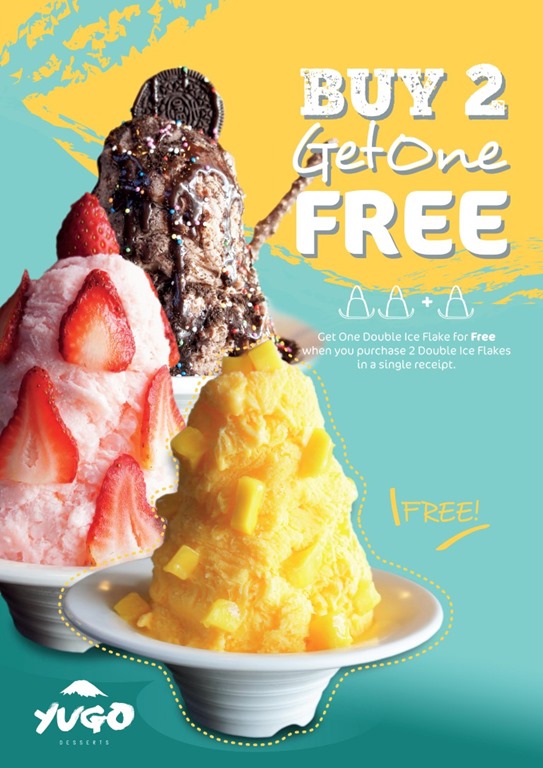 BUY 2
Get One
FREE
+
Get One Double Ice Flake for Free
when you purchase 2 Double Ice Flakes
in a single receipt.
1 FREE!
YUGO
DESSERTS